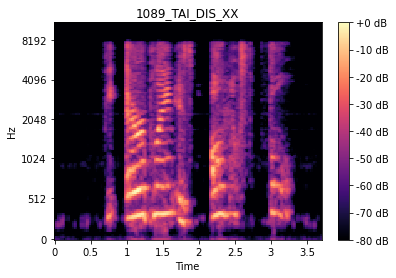 1089_TAI_DIS_XX
+0 dB
8192
-10 dB
4096
-20 dB
-30 dB
2048
Hz
-40 dB
1024
-50 dB
512
-60 dB
-70 dB
0
-80 dB
0 0.5 1 1.5 2 2.5 3 3.5
Time